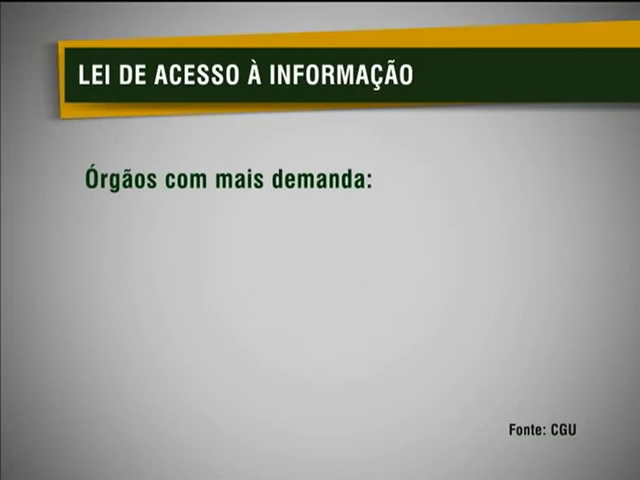 LEI DE ACESSO À INFORMAÇÃO
Órgãos com mais demanda:
Fonte: CGU